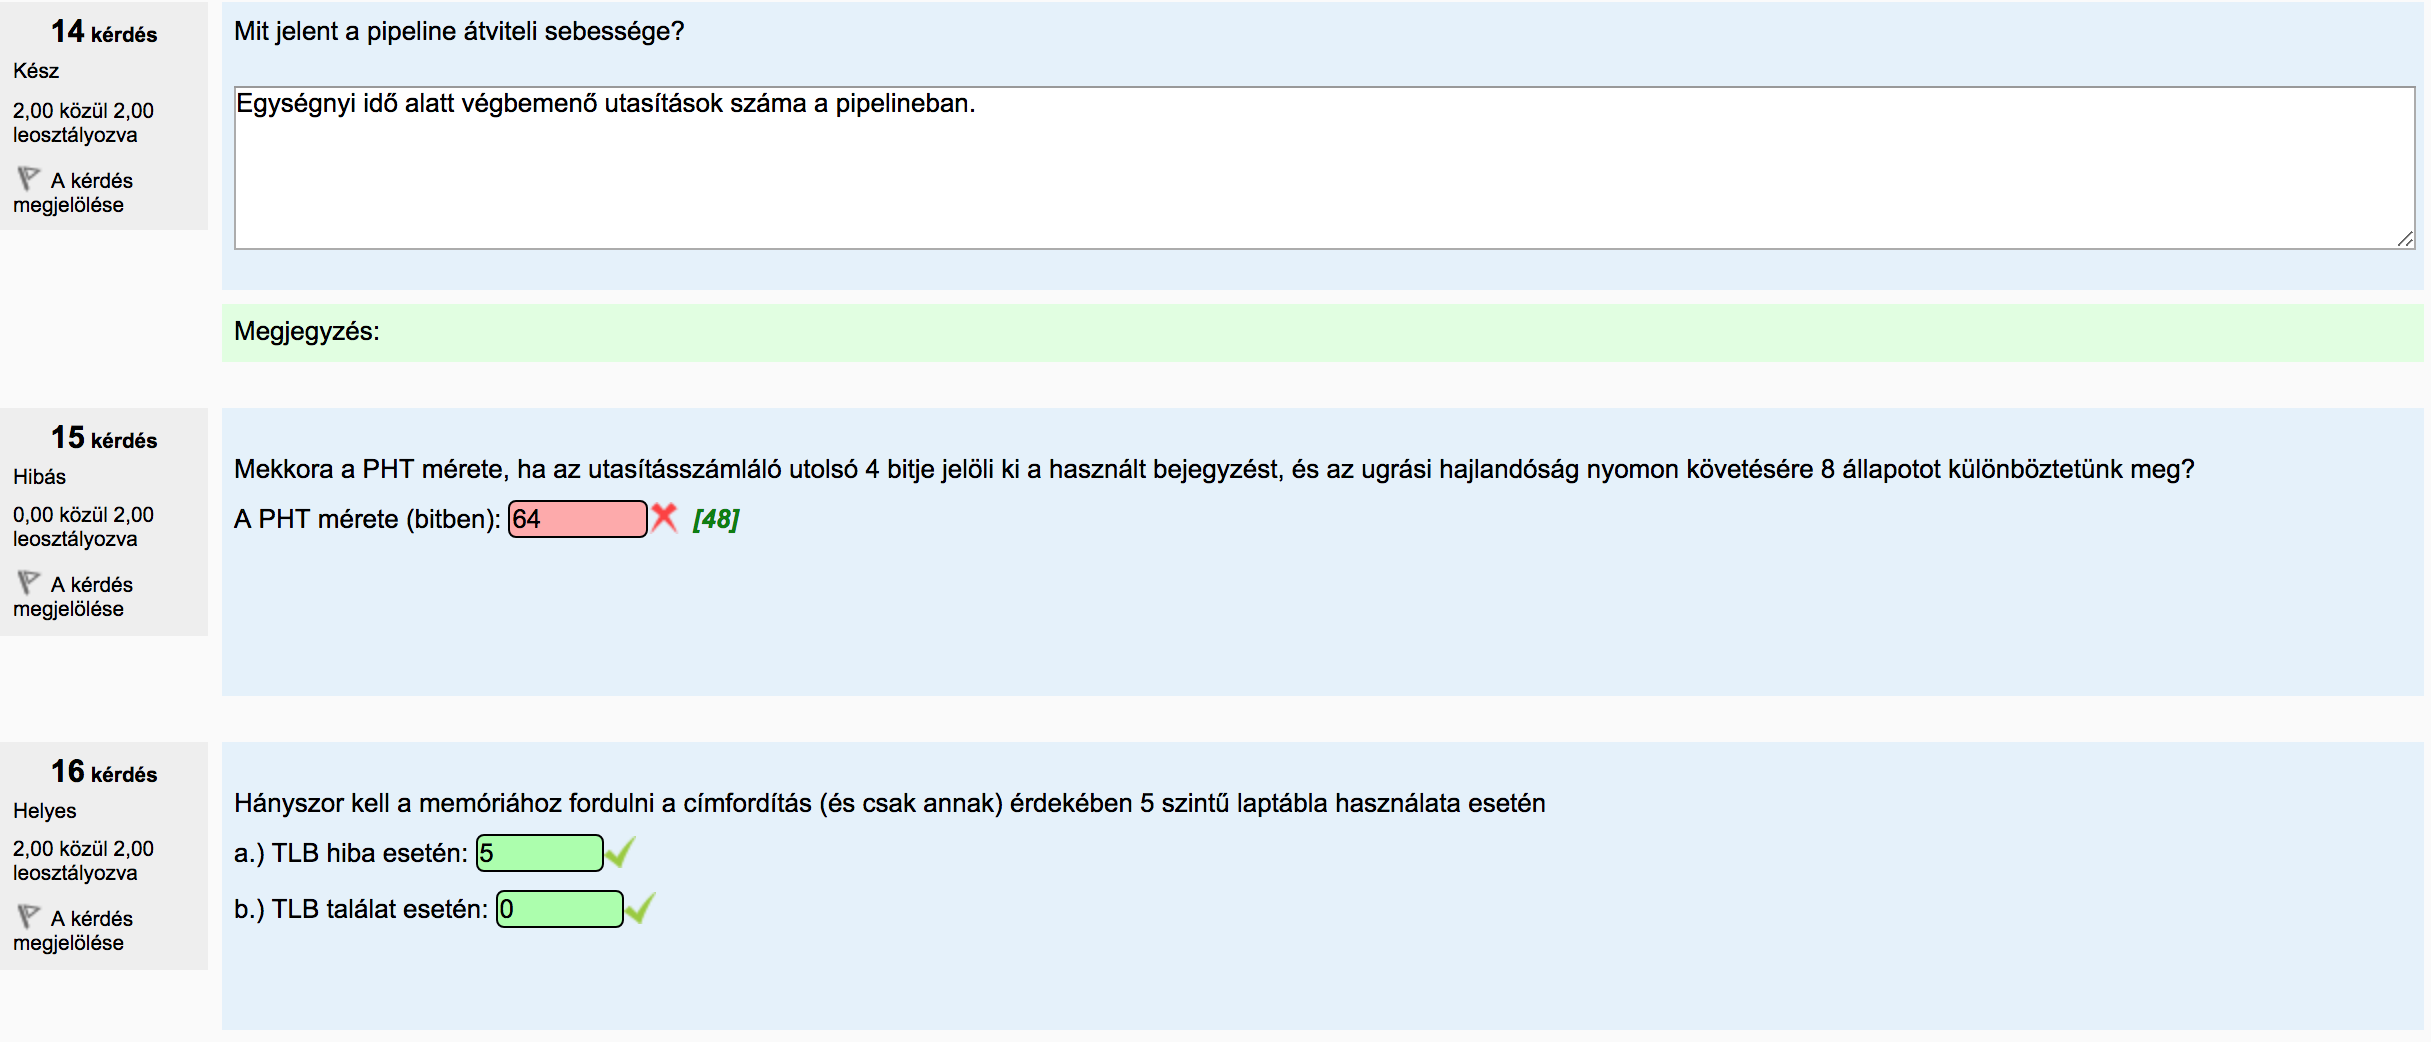 14 kérdés
Kész
2,00 közül 2,00
leosztályozva
A kérdés
megjelölése
Mit jelent a pipeline átviteli sebessége?
Egységnyi idő alatt végbemenő utasítások száma a pipelineban.
Megjegyzés:
15 kérdés
Hibás
0,00 közül 2,00
leosztályozva
A kérdés
megjelölése
Mekkora a PHT mérete, ha az utasításszámláló utolsó 4 bitje jelöli ki a használt bejegyzést, és az ugrási hajlandóság nyomon követésére 8 állapotot különböztetünk meg?
A PHT mérete (bitben): 64 [48]
16 kérdés
Helyes
2,00 közül 2,00
leosztályozva
A kérdés
megjelölése
Hányszor kell a memóriához fordulni a címfordítás (és csak annak) érdekében 5 szintű laptábla használata esetén
a.) TLB hiba esetén: 5
b.) TLB találat esetén: 0